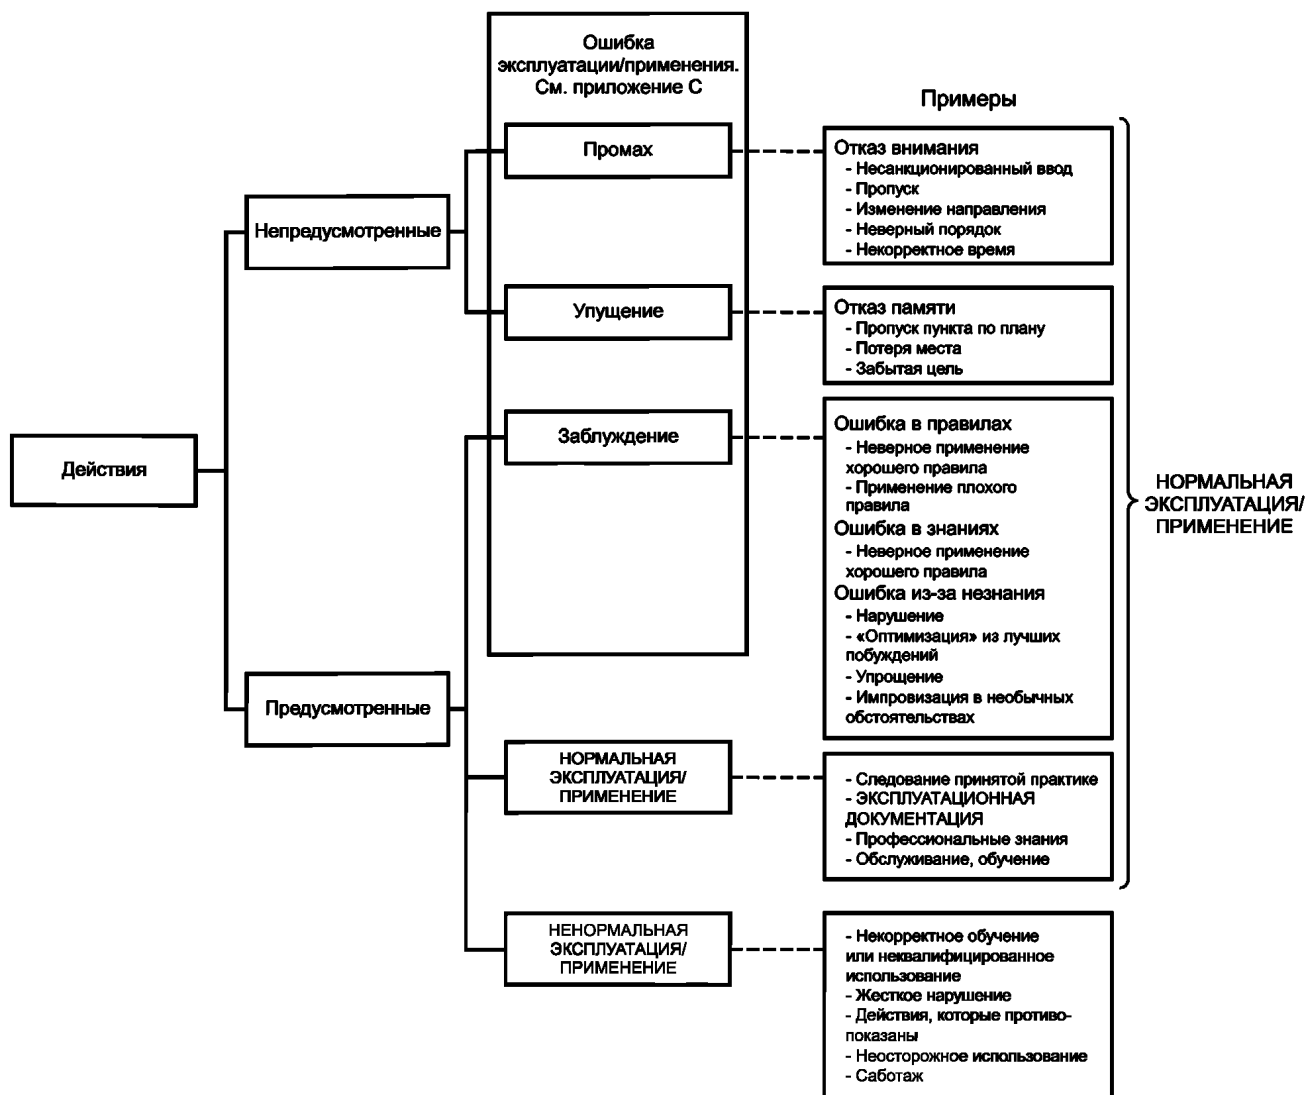 Ошибка
эксплуатации/применения.
См. приложение С
Примеры
Промах
Отказ внимания
- Несанкционированный ввод
- Пропуск
- Изменение направления
- Неверный порядок
- Некорректное время
Непредусмотренные
Упущение
Отказ памяти
- Пропуск пункта по плану
- Потеря места
- Забытая цель
Заблуждение
Ошибка в правилах
- Неверное применение
хорошего правила
- Применение плохого
правила
Ошибка в знаниях
- Неверное применение
хорошего правила
Ошибка из-за незнания
- Нарушение
- «Оптимизация» из лучших
побуждений
- Упрощение
- Импровизация в необычных
обстоятельствах
Действия
НОРМАЛЬНАЯ
ЭКСПЛУАТАЦИЯ/
ПРИМЕНЕНИЕ
Предусмотренные
НОРМАЛЬНАЯ
ЭКСПЛУАТАЦИЯ/
ПРИМЕНЕНИЕ
- Следование принятой практике
- ЭКСПЛУАТАЦИОННАЯ
ДОКУМЕНТАЦИЯ
- Профессиональные знания
- Обслуживание, обучение
НЕНОРМАЛЬНАЯ
ЭКСПЛУАТАЦИЯ/
ПРИМЕНЕНИЕ
- Некорректное обучение
или неквалифицированное
использование
- Жесткое нарушение
- Действия, которые противо-
показаны
- Неосторожное использование
- Саботаж